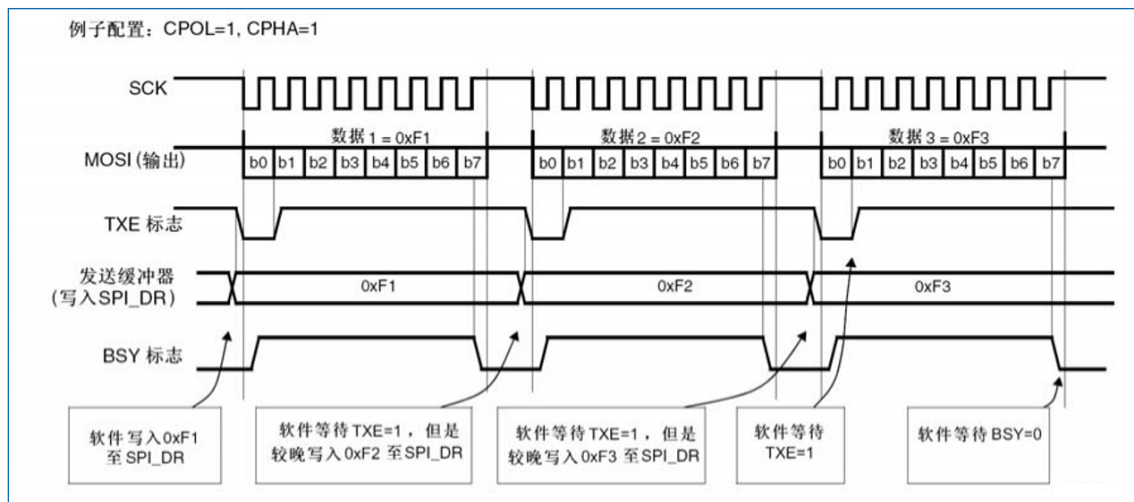 例子配置：CPOL=1, CPHA=1
SCK
数据 1 = 0xF1
数据 2 = 0xF2
数据 3 = 0xF3
MOSI (输出)
b0 b1 b2 b3 b4 b5 b6 b7
b0 b1 b2 b3 b4 b5 b6 b7
b0 b1 b2 b3 b4 b5 b6 b7
TXE 标志
发送缓冲器
(写入SPI_DR)
0xF1
0xF2
0xF3
BSY 标志
软件写入0xF1
至SPI_DR
软件等待 TXE=1，但是
较晚写入0xF2 至SPI_DR
软件等待TXE=1，但是
较晚写入0xF3 至SPI_DR
软件等待
TXE=1
软件等待 BSY=0